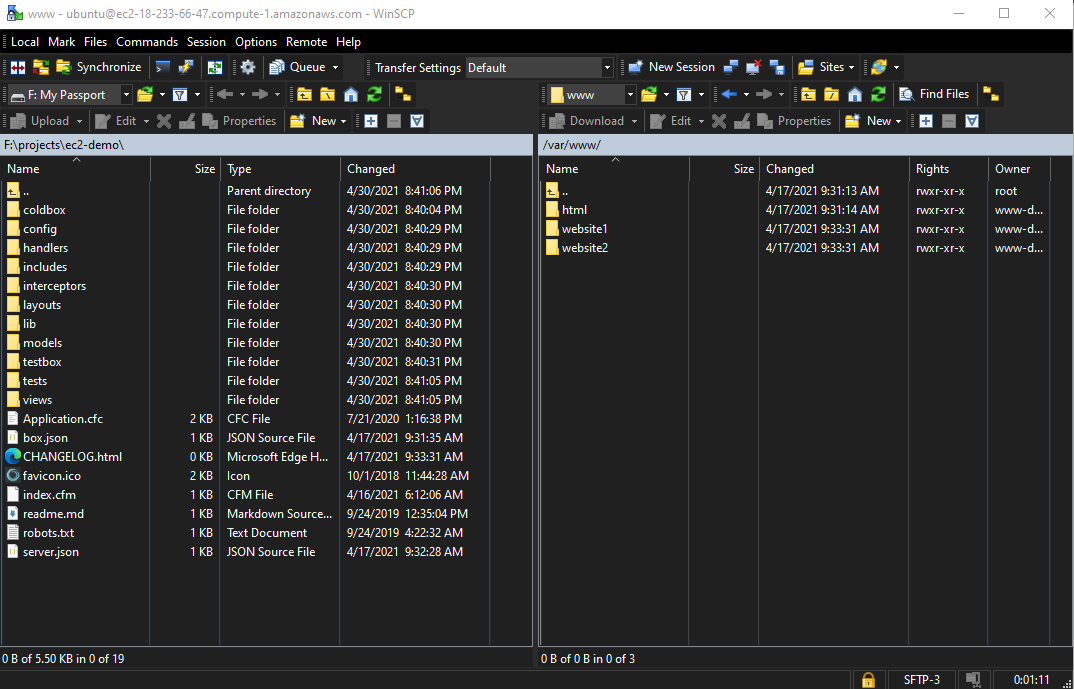 www - ubuntu@ec2-18-233-66-47.compute-1.amazonaws.com - WinSCP
Local Mark Files Commands Session Options Remote Help
Synchronize Queue Transfer Settings Default New Session Sites
F: My Passport www Find Files
Upload Edit Properties New Download Edit Properties New
F:\projects\ec2-demo\ /var/www/
Name Size Type Changed Name Size Changed Rights Owner
.. Parent directory 4/30/2021 8:41:06 PM .. 4/17/2021 9:31:13 AM rwxr-xr-x root
coldbox File folder 4/30/2021 8:40:04 PM html 4/17/2021 9:31:14 AM rwxr-xr-x www-d...
config File folder 4/30/2021 8:40:29 PM website1 4/17/2021 9:33:31 AM rwxr-xr-x www-d...
handlers File folder 4/30/2021 8:40:29 PM website2 4/17/2021 9:33:31 AM rwxr-xr-x www-d...
includes File folder 4/30/2021 8:40:29 PM
interceptors File folder 4/30/2021 8:40:30 PM
layouts File folder 4/30/2021 8:40:30 PM
lib File folder 4/30/2021 8:40:30 PM
models File folder 4/30/2021 8:40:30 PM
testbox File folder 4/30/2021 8:40:31 PM
tests File folder 4/30/2021 8:41:05 PM
views File folder 4/30/2021 8:41:05 PM
Application.cfc 2 KB CFC File 7/21/2020 1:16:38 PM
box.json 1 KB JSON Source File 4/17/2021 9:31:35 AM
CHANGELOG.html 0 KB Microsoft Edge H... 4/17/2021 9:33:31 AM
favicon.ico 2 KB Icon 10/1/2018 11:44:28 AM
index.cfm 1 KB CFM File 4/16/2021 6:12:06 AM
readme.md 1 KB Markdown Source... 9/24/2019 12:35:04 PM
robots.txt 1 KB Text Document 9/24/2019 4:22:32 AM
server.json 1 KB JSON Source File 4/17/2021 9:32:28 AM
0 B of 5.50 KB in 0 of 19 0 B of 0 B in 0 of 3
SFTP-3 0:01:11